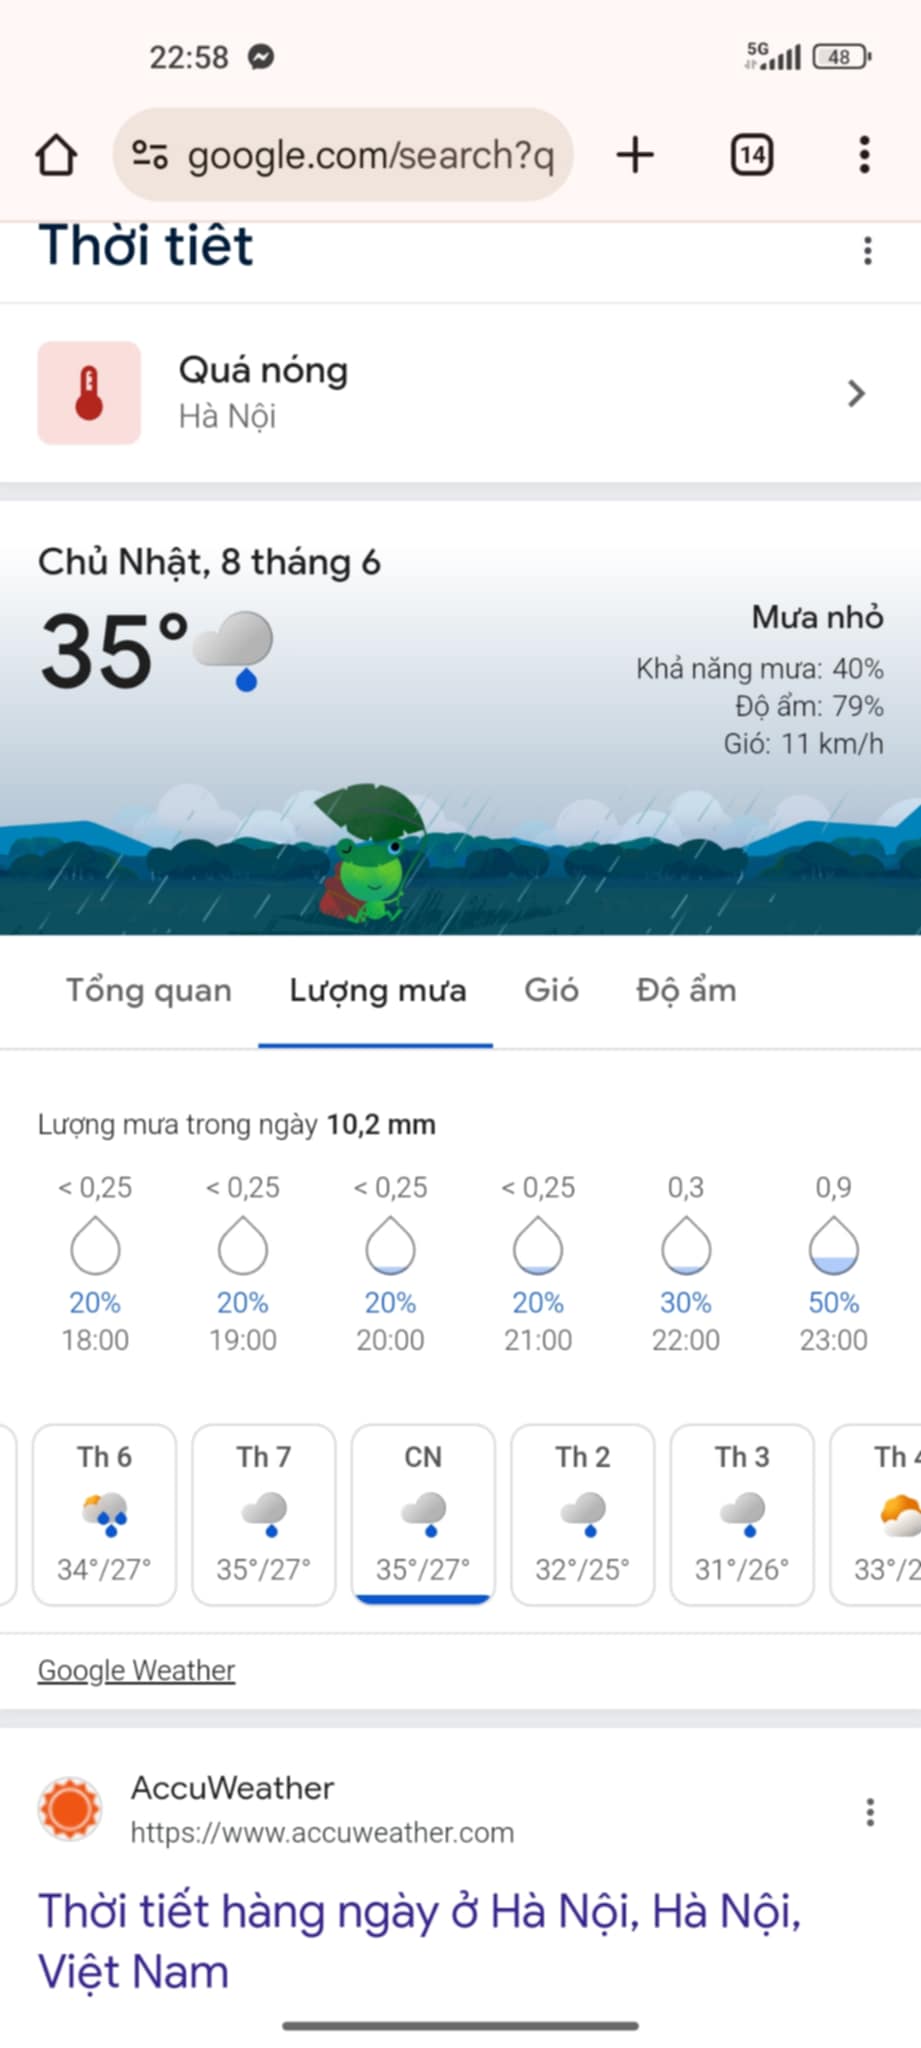 22:58
5G
48
google.com/search?q
14
Thời tiết
Quá nóng
Hà Nội
Chủ Nhật, 8 tháng 6
35°
Mưa nhỏ
Khả năng mưa: 40%
Độ ẩm: 79%
Gió: 11 km/h
Tổng quan Lượng mưa Gió Độ ẩm
Lượng mưa trong ngày 10,2 mm
< 0,25 < 0,25 < 0,25 < 0,25 0,3 0,9
20% 20% 20% 20% 30% 50%
18:00 19:00 20:00 21:00 22:00 23:00
Th 6 Th 7 CN Th 2 Th 3 Th 4
34°/27° 35°/27° 35°/27° 32°/25° 31°/26° 33°/2
Google Weather
AccuWeather
https://www.accuweather.com
Thời tiết hàng ngày ở Hà Nội, Hà Nội,
Việt Nam